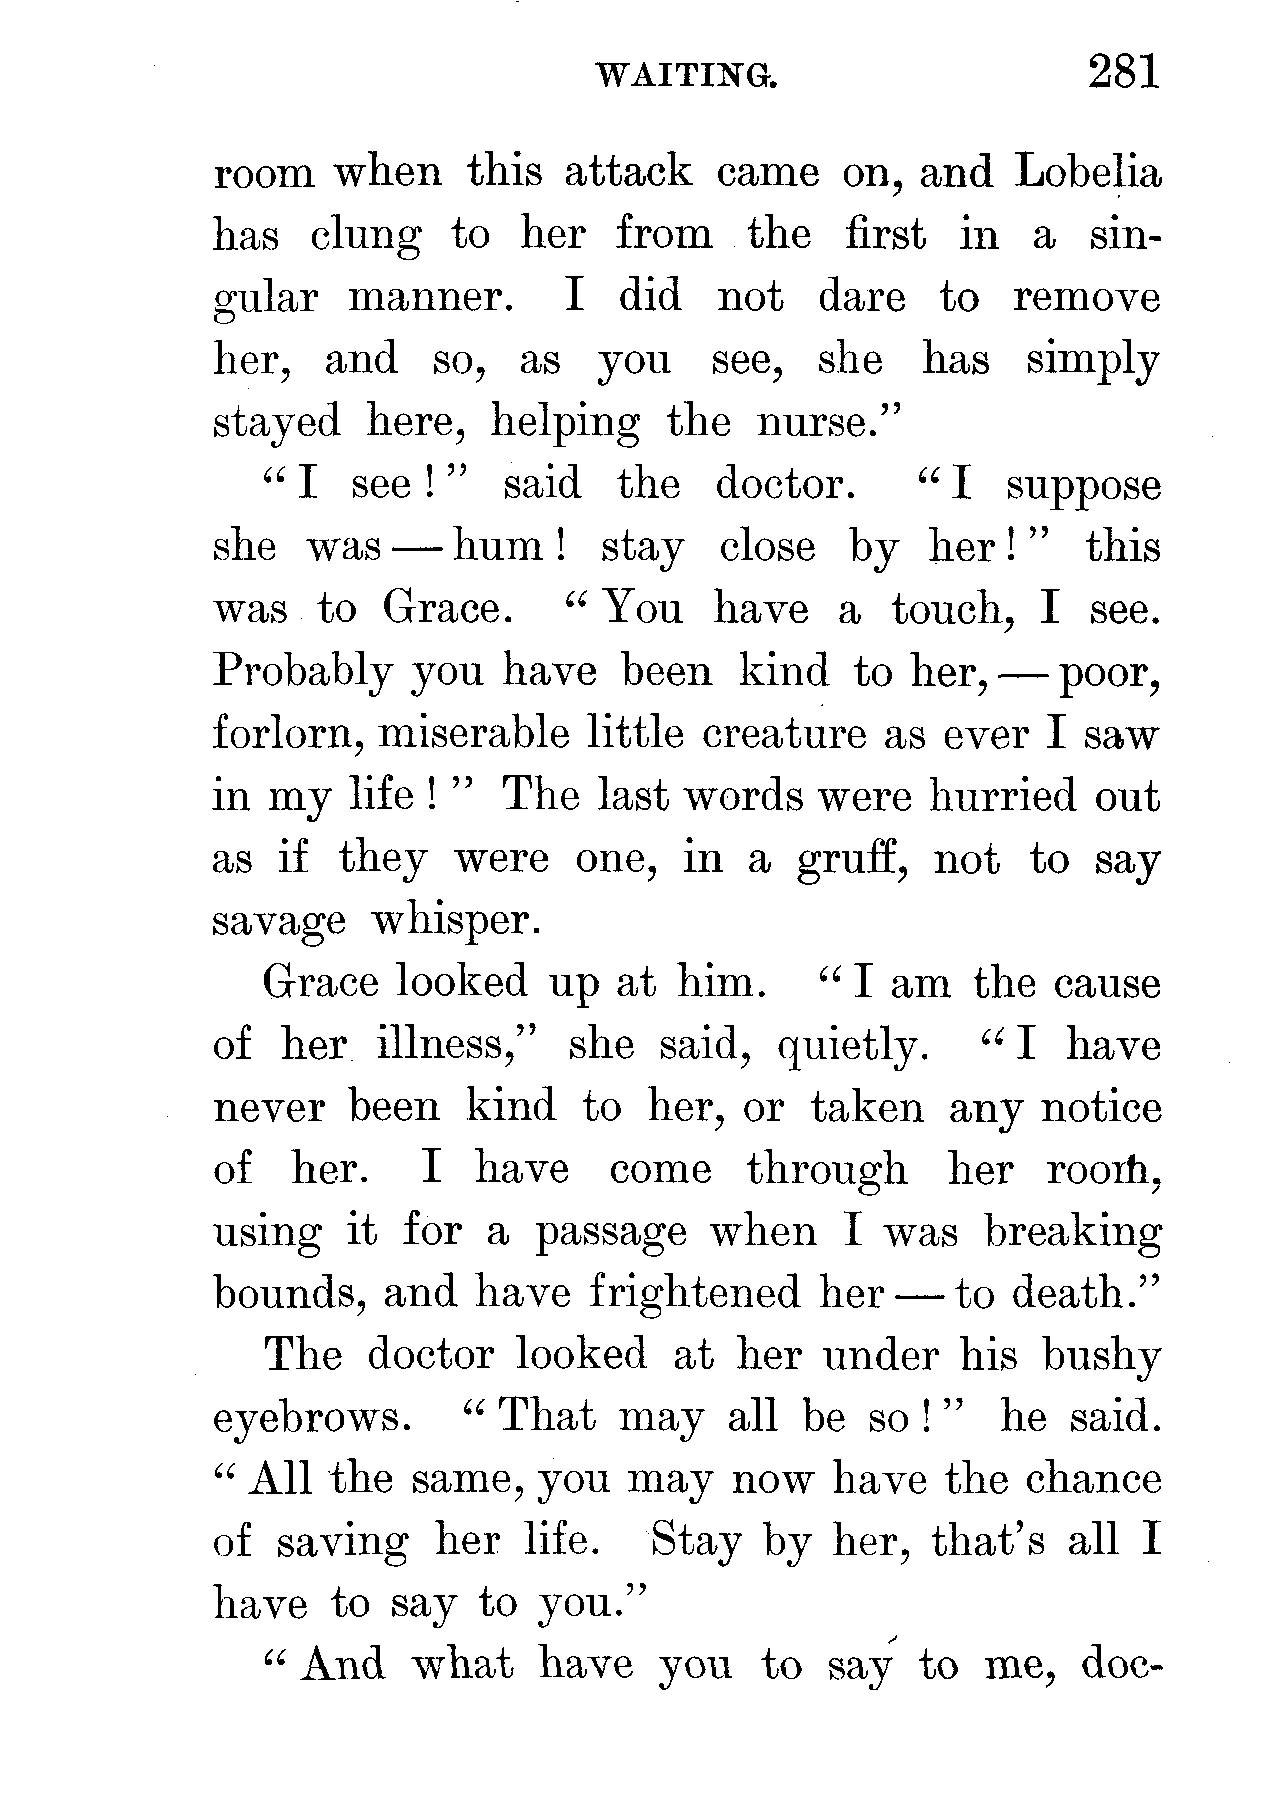 WAITING. 281
room when this attack came on, and Lobelia
has clung to her from the first in a sin-
gular manner. I did not dare to remove
her, and so, as you see, she has simply
stayed here, helping the nurse.”
“ I see ! ” said the doctor. “ I suppose
she was — hum ! stay close by her ! ” this
was to Grace. “ You have a touch, I see.
Probably you have been kind to her, — poor,
forlorn, miserable little creature as ever I saw
in my life ! ” The last words were hurried out
as if they were one, in a gruff, not to say
savage whisper.
Grace looked up at him. “ I am the cause
of her illness,” she said, quietly. “ I have
never been kind to her, or taken any notice
of her. I have come through her room,
using it for a passage when I was breaking
bounds, and have frightened her — to death.”
The doctor looked at her under his bushy
eyebrows. “ That may all be so ! ” he said.
“ All the same, you may now have the chance
of saving her life. Stay by her, that’s all I
have to say to you.”
“ And what have you to say to me, doc-